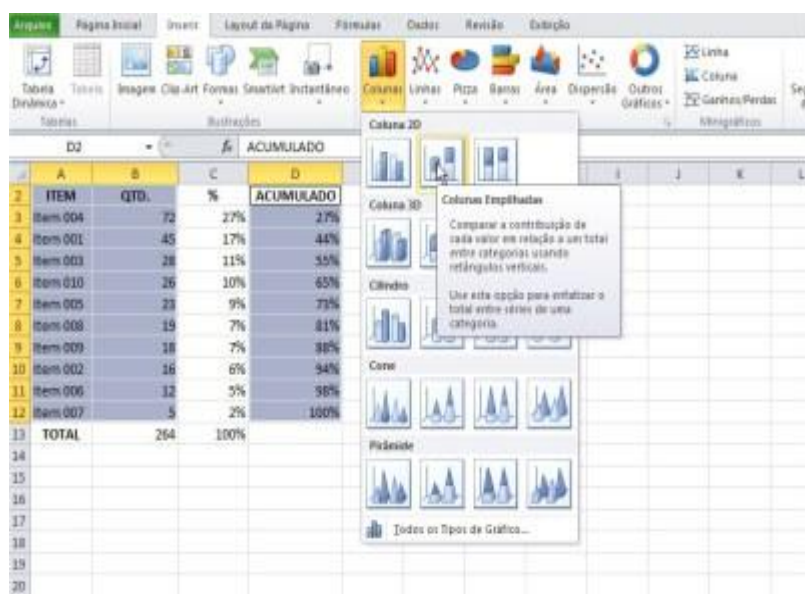 Arquivo Página Inicial Inserir Layout da Página Fórmulas Dados Revisão Exibição
Tabela Dinâmica Tabela Imagem Clip-Art Formas SmartArt Instantâneo Colunas Linhas Pizza Barras Área Dispersão Outros Gráficos
Linha
Coluna
Ganhos/Perdas
Tabelas Ilustrações Minigráficos
D2 fx ACUMULADO
A B C D I J K L
2 ITEM QTD. % ACUMULADO
3 Item 004 72 27% 27%
4 Item 001 45 17% 44%
5 Item 003 28 11% 55%
6 Item 010 26 10% 65%
7 Item 005 23 9% 73%
8 Item 008 19 7% 81%
9 Item 009 18 7% 88%
10 Item 002 16 6% 94%
11 Item 006 12 5% 98%
12 Item 007 5 2% 100%
13 TOTAL 264 100%
14
15
16
17
18
19
20
Coluna 2D
Coluna 3D
Cilindro
Cone
Pirâmide
Todos os Tipos de Gráfico...
Colunas Empilhadas
Comparar a contribuição de
cada valor em relação a um total
entre categorias usando
retângulos verticais.
Use esta opção para enfatizar o
total entre séries de uma
categoria.